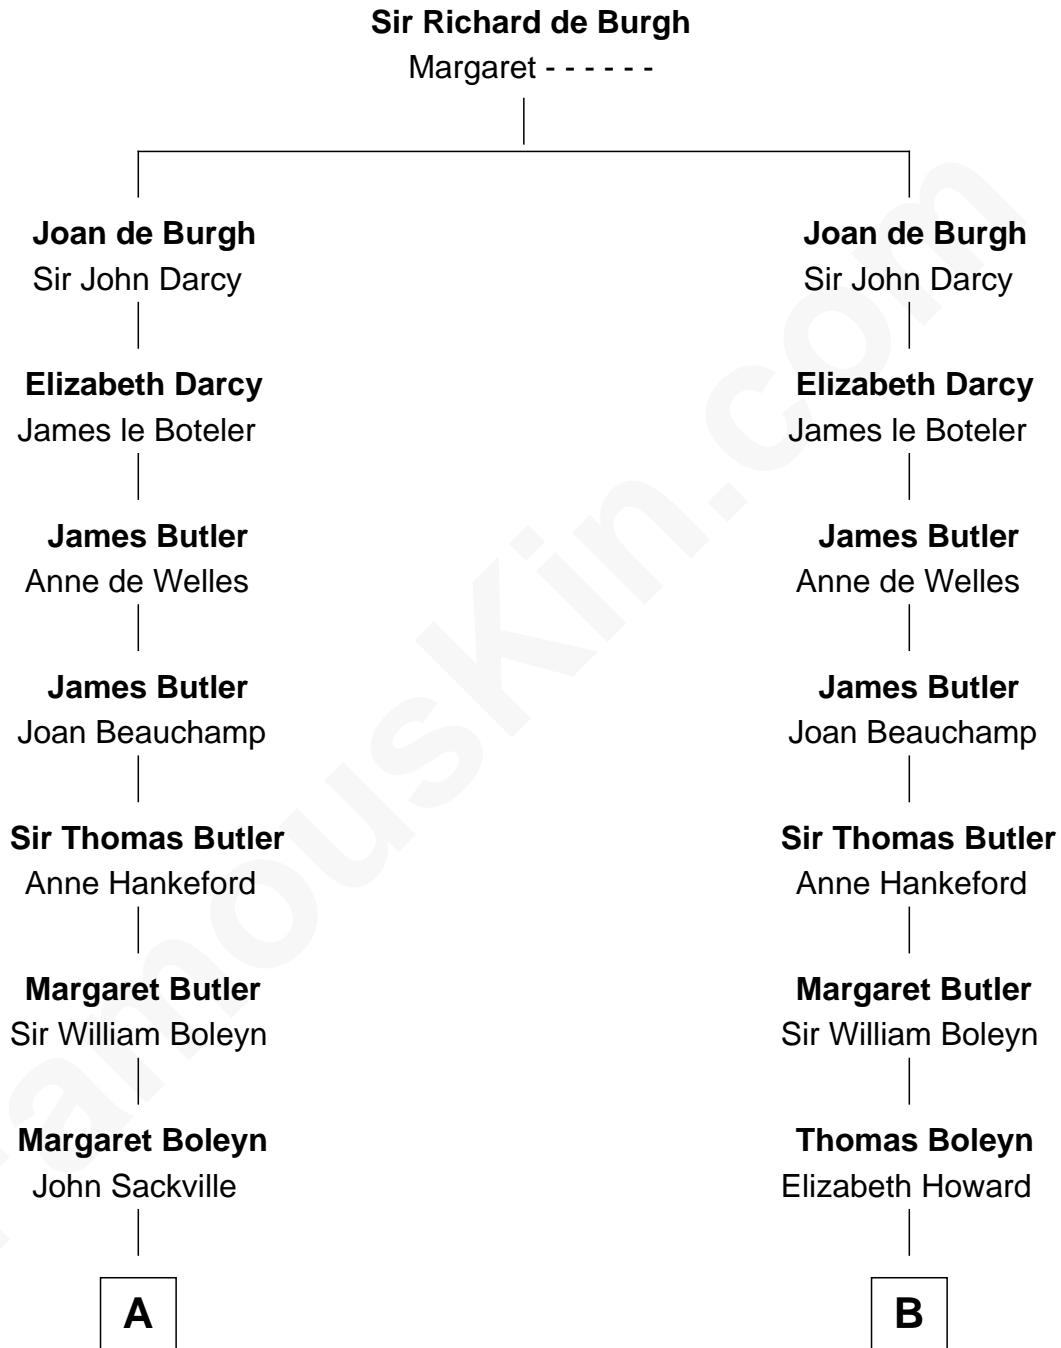 Sir Richard de Burgh
Margaret - - - - - -
Joan de Burgh
Sir John Darcy
Elizabeth Darcy
James le Boteler
James Butler
Anne de Welles
James Butler
Joan Beauchamp
Sir Thomas Butler
Anne Hankeford
Margaret Butler
Sir William Boleyn
Margaret Boleyn
John Sackville
A
Joan de Burgh
Sir John Darcy
Elizabeth Darcy
James le Boteler
James Butler
Anne de Welles
James Butler
Joan Beauchamp
Sir Thomas Butler
Anne Hankeford
Margaret Butler
Sir William Boleyn
Thomas Boleyn
Elizabeth Howard
B
FamousKin.com